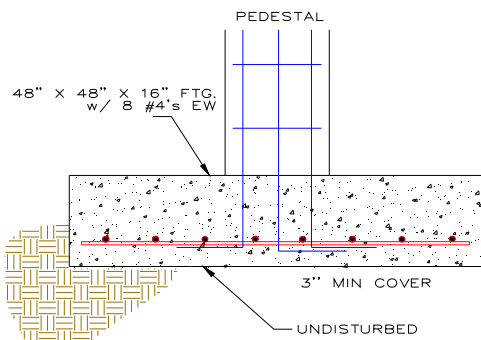 PEDESTAL
48" X 48" X 16" FTG.
w/ 8 #4's EW
3'' MIN COVER
UNDISTURBED